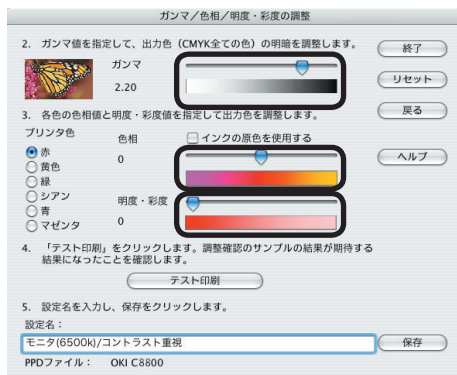 ガンマ／色相／明度・彩度の調整
2. ガンマ値を指定して、出力色（CMYK全ての色）の明暗を調整します。
終了
ガンマ
2.20
リセット
3. 各色の色相値と明度・彩度値を指定して出力色を調整します。
戻る
プリンタ色
色相
インクの原色を使用する
赤
0
ヘルプ
黄色
緑
シアン
明度・彩度
青
0
マゼンタ
4. 「テスト印刷」をクリックします。調整確認のサンプルの結果が期待する
結果になったことを確認します。
テスト印刷
5. 設定名を入力し、保存をクリックします。
設定名：
モニタ(6500k)/コントラスト重視
保存
PPDファイル： OKI C8800